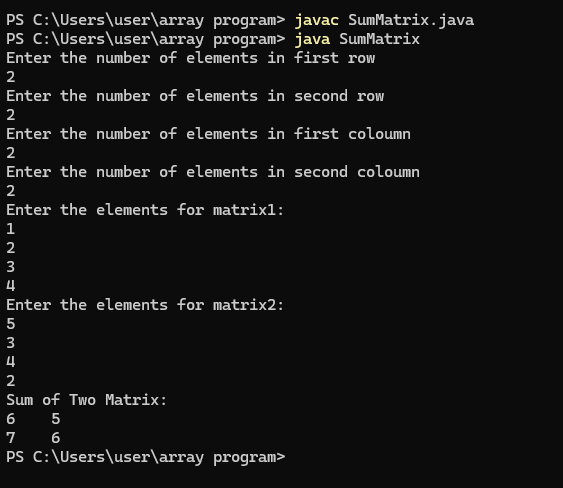 PS C:\Users\user\array program> javac SumMatrix.java
PS C:\Users\user\array program> java SumMatrix
Enter the number of elements in first row
2
Enter the number of elements in second row
2
Enter the number of elements in first coloumn
2
Enter the number of elements in second coloumn
2
Enter the elements for matrix1:
1
2
3
4
Enter the elements for matrix2:
5
3
4
2
Sum of Two Matrix:
6    5
7    6
PS C:\Users\user\array program>